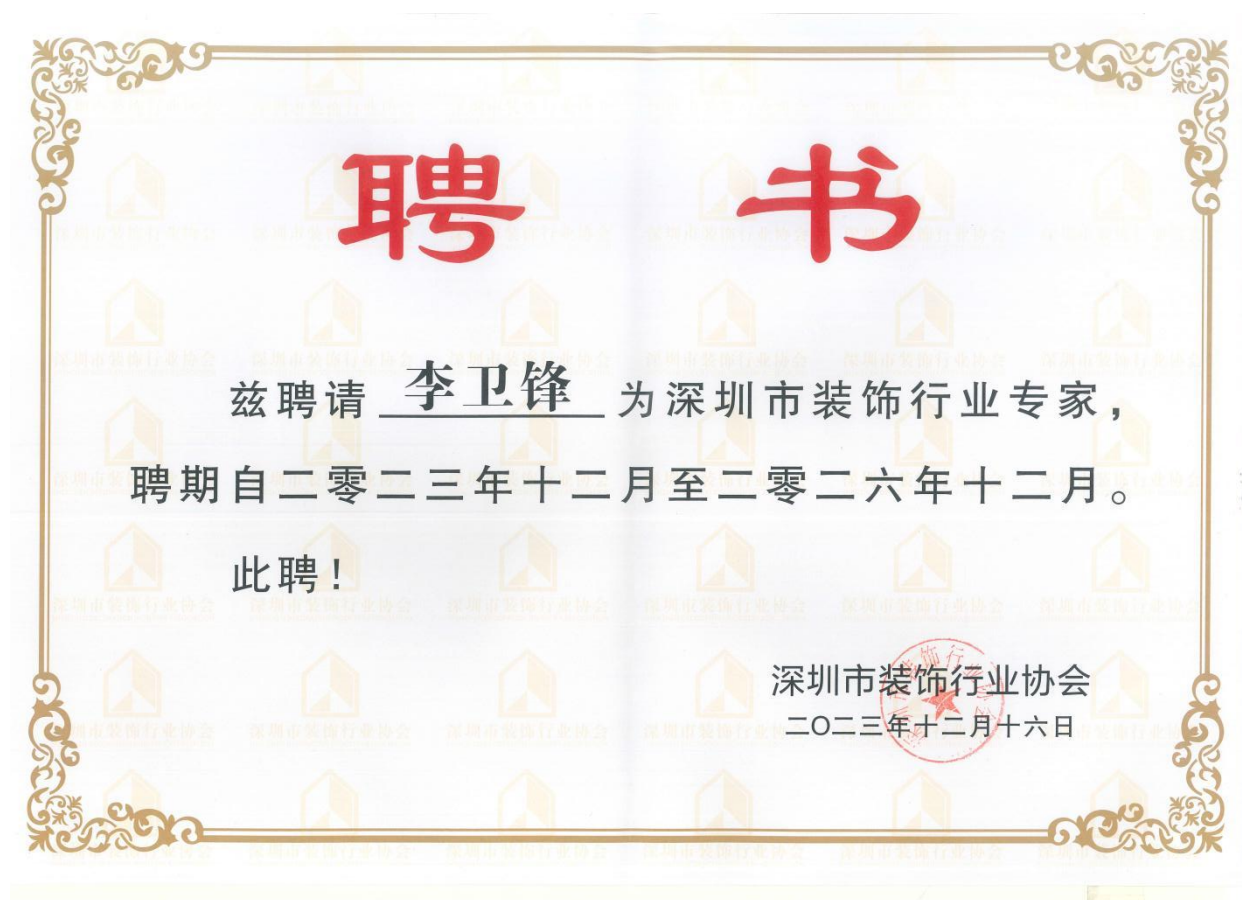 聘 书
兹聘请 李卫锋 为深圳市装饰行业专家，
聘期自二零二三年十二月至二零二六年十二月。
此聘！
深圳市装饰行业协会
二〇二三年十二月十六日